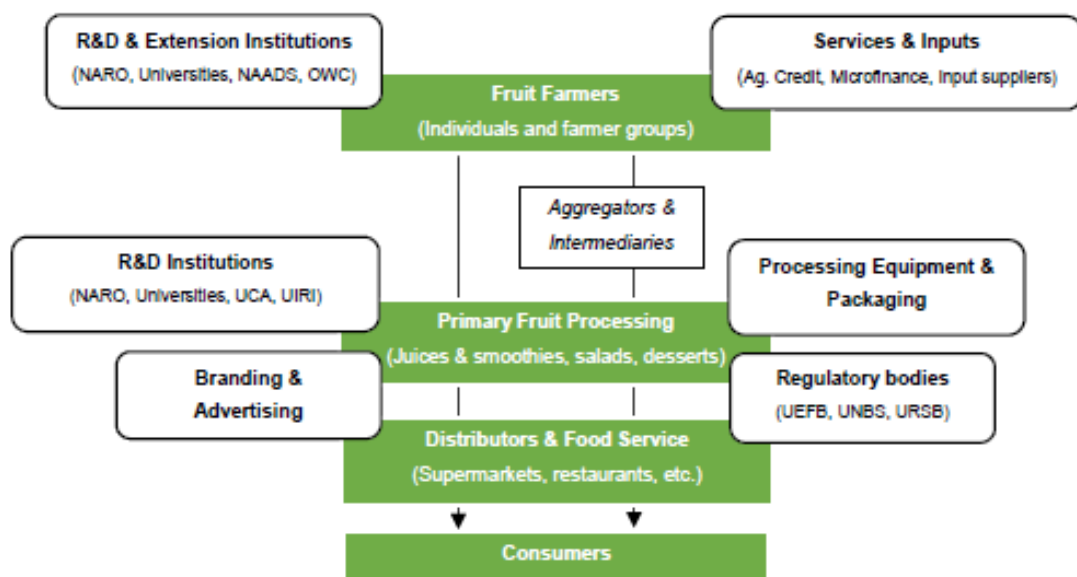 R&D & Extension Institutions
(NARO, Universities, NAADS, OWC)
Services & Inputs
(Ag. Credit, Microfinance, Input suppliers)
Fruit Farmers
(Individuals and farmer groups)
Aggregators &
Intermediaries
R&D Institutions
(NARO, Universities, UCA, UIRI)
Processing Equipment &
Packaging
Primary Fruit Processing
(Juices & smoothies, salads, desserts)
Branding &
Advertising
Regulatory bodies
(UEFB, UNBS, URSB)
Distributors & Food Service
(Supermarkets, restaurants, etc.)
Consumers